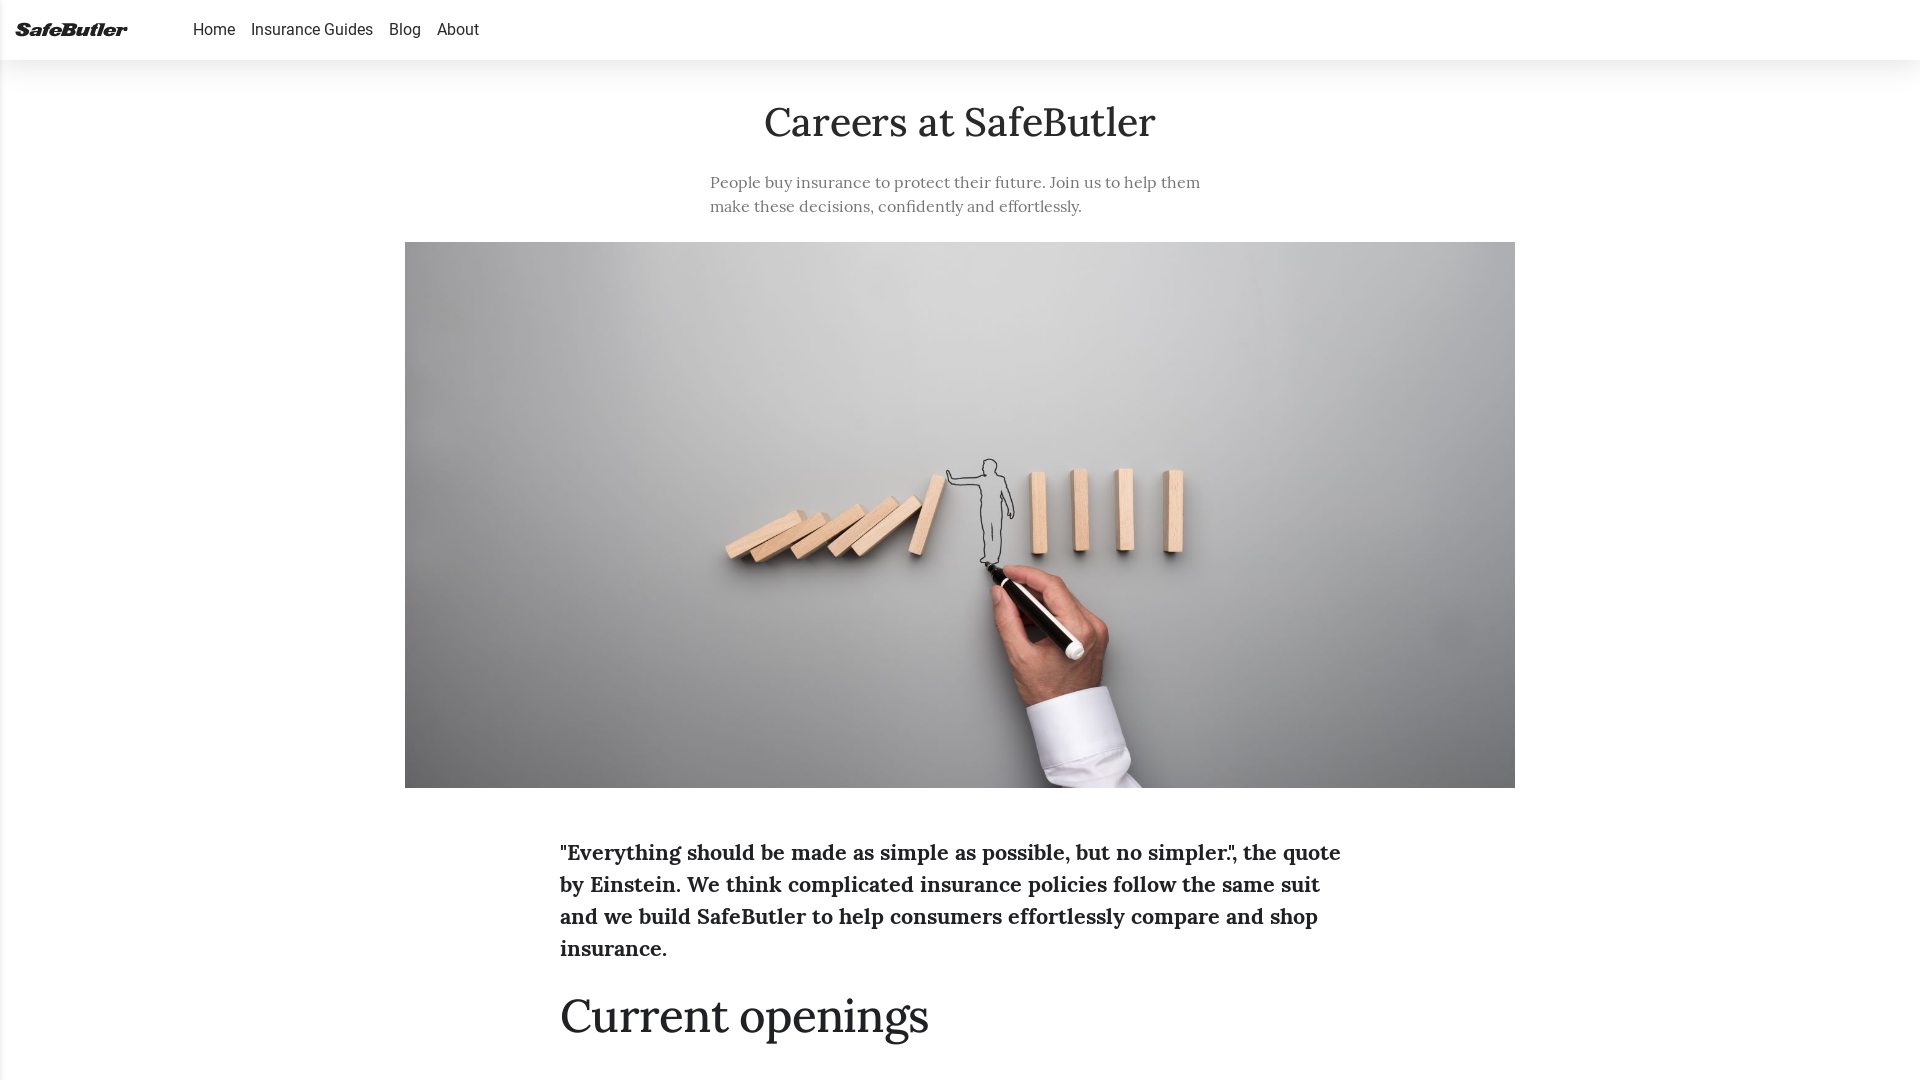 SafeButler
Home Insurance Guides Blog About
Careers at SafeButler
People buy insurance to protect their future. Join us to help them
make these decisions, confidently and effortlessly.
"Everything should be made as simple as possible, but no simpler.", the quote
by Einstein. We think complicated insurance policies follow the same suit
and we build SafeButler to help consumers effortlessly compare and shop
insurance.
Current openings